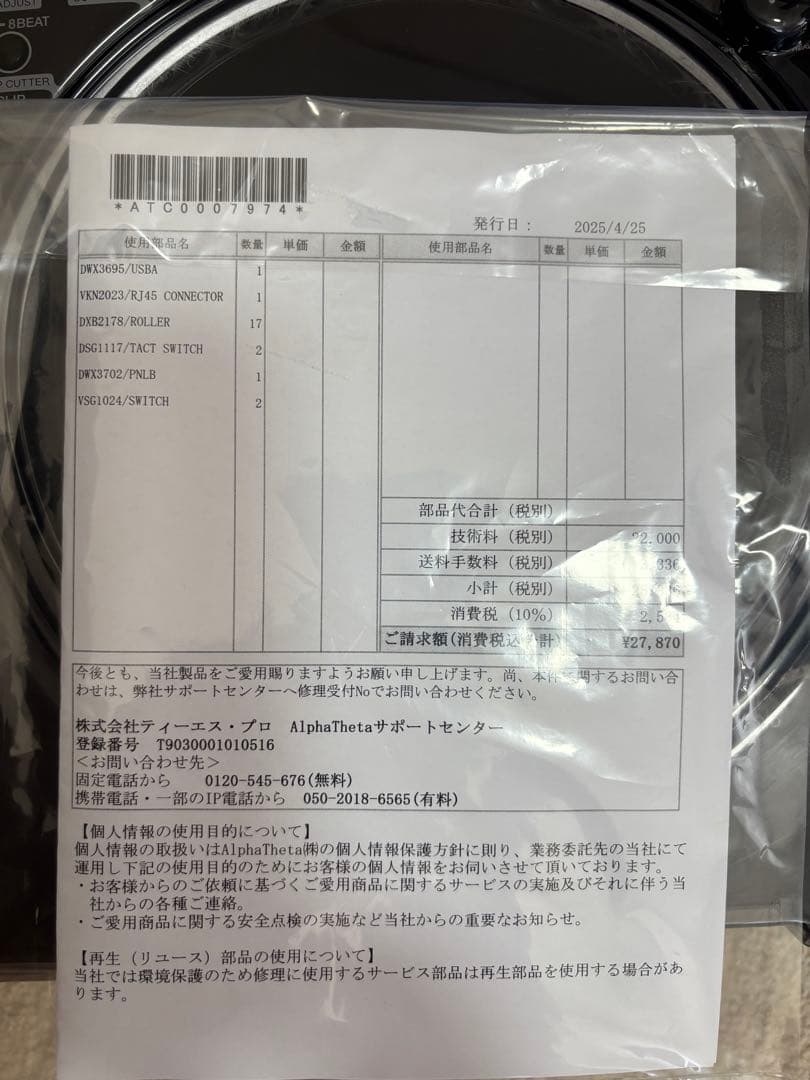 8BEAT
CUTTER
*ATC0007974*
発行日： 2025/4/25
使用部品名 数量 単価 金額 使用部品名 数量 単価 金額
DWX3695/USBA 1
VKN2023/RJ45 CONNECTOR 1
DXB2178/ROLLER 17
DSG1117/TACT SWITCH 2
DWX3702/PNLB 1
VSG1024/SWITCH 2
部品代合計（税別）
技術料（税別） 22,000
送料手数料（税別）
小計（税別）
消費税（10%）
ご請求額(消費税込合計) ¥27,870
今後とも、当社製品をご愛用賜りますようお願い申し上げます。尚、本件に関するお問い合
わせは、弊社サポートセンターへ修理受付Noでお問い合わせください。
株式会社ティーエス・プロ AlphaThetaサポートセンター
登録番号 T9030001010516
＜お問い合わせ先＞
固定電話から 0120-545-676(無料)
携帯電話・一部のIP電話から 050-2018-6565(有料)
【個人情報の使用目的について】
個人情報の取扱いはAlphaTheta㈱の個人情報保護方針に則り、業務委託先の当社にて
運用し下記の使用目的のためにお客様の個人情報をお伺いさせて頂いております。
・お客様からのご依頼に基づくご愛用商品に関するサービスの実施及びそれに伴う当
社からの各種ご連絡。
・ご愛用商品に関する安全点検の実施など当社からの重要なお知らせ。
【再生（リユース）部品の使用について】
当社では環境保護のため修理に使用するサービス部品は再生部品を使用する場合があ
ります。